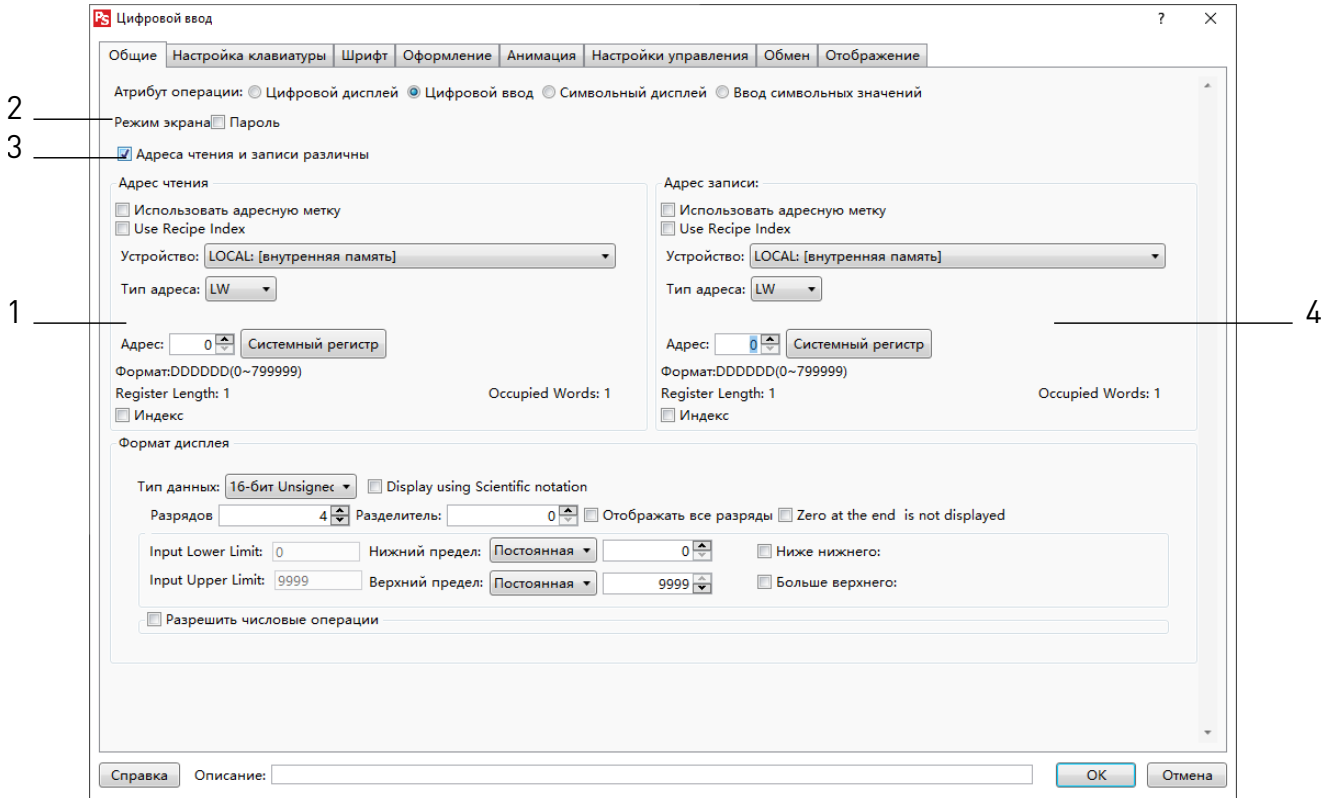 PS Цифровой ввод ?
Общие Настройка клавиатуры Шрифт Оформление Анимация Настройки управления Обмен Отображение
Атрибут операции: Цифровой дисплей Цифровой ввод Символьный дисплей Ввод символьных значений
2
Режим экрана Пароль
3
Адреса чтения и записи различны
Адрес чтения
Использовать адресную метку
Use Recipe Index
Устройство: LOCAL: [внутренняя память]
Тип адреса: LW
1
Адрес: 0 Системный регистр
Формат:DDDDDD(0~799999)
Register Length: 1 Occupied Words: 1
Индекс
Адрес записи:
Использовать адресную метку
Use Recipe Index
Устройство: LOCAL: [внутренняя память]
Тип адреса: LW
4
Адрес: 0 Системный регистр
Формат:DDDDDD(0~799999)
Register Length: 1 Occupied Words: 1
Индекс
Формат дисплея
Тип данных: 16-бит Unsignec Display using Scientific notation
Разрядов 4 Разделитель: 0 Отображать все разряды Zero at the end is not displayed
Input Lower Limit: 0 Нижний предел: Постоянная 0 Ниже нижнего:
Input Upper Limit: 9999 Верхний предел: Постоянная 9999 Больше верхнего:
Разрешить числовые операции
Справка Описание: OK Отмена